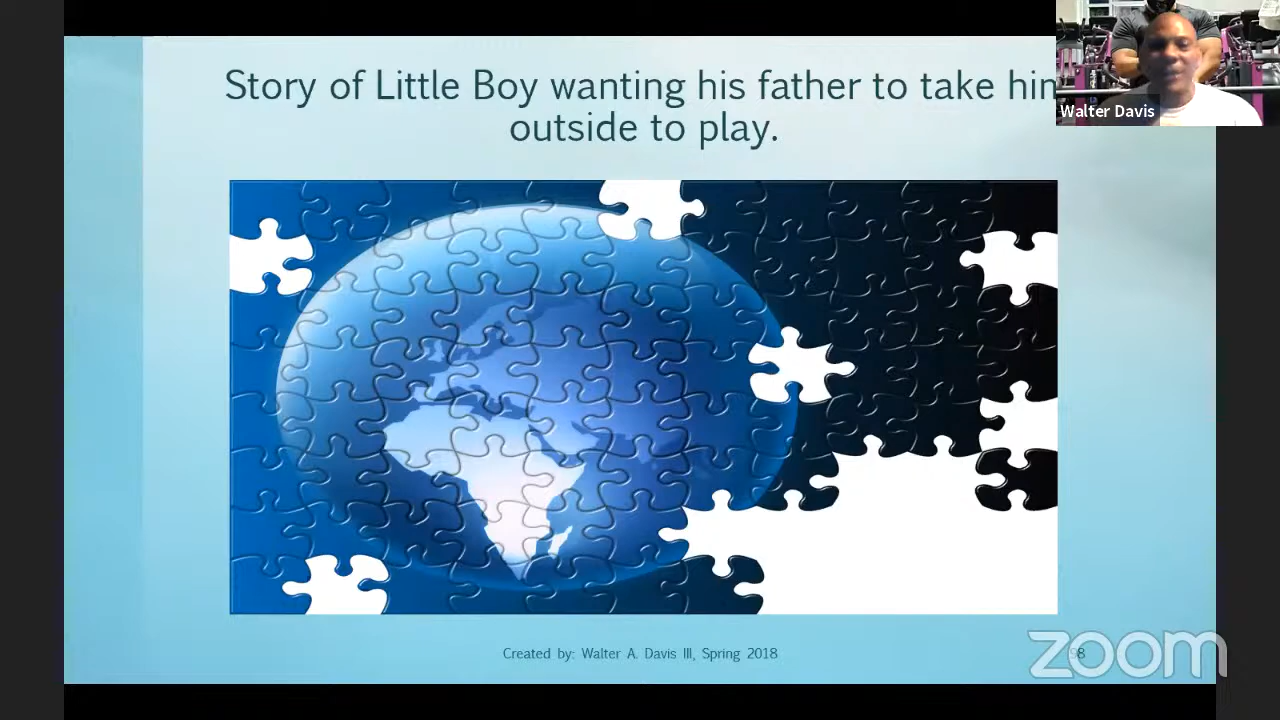 Story of Little Boy wanting his father to take him
outside to play.
Walter Davis
Created by: Walter A. Davis III, Spring 2018
98
zoom